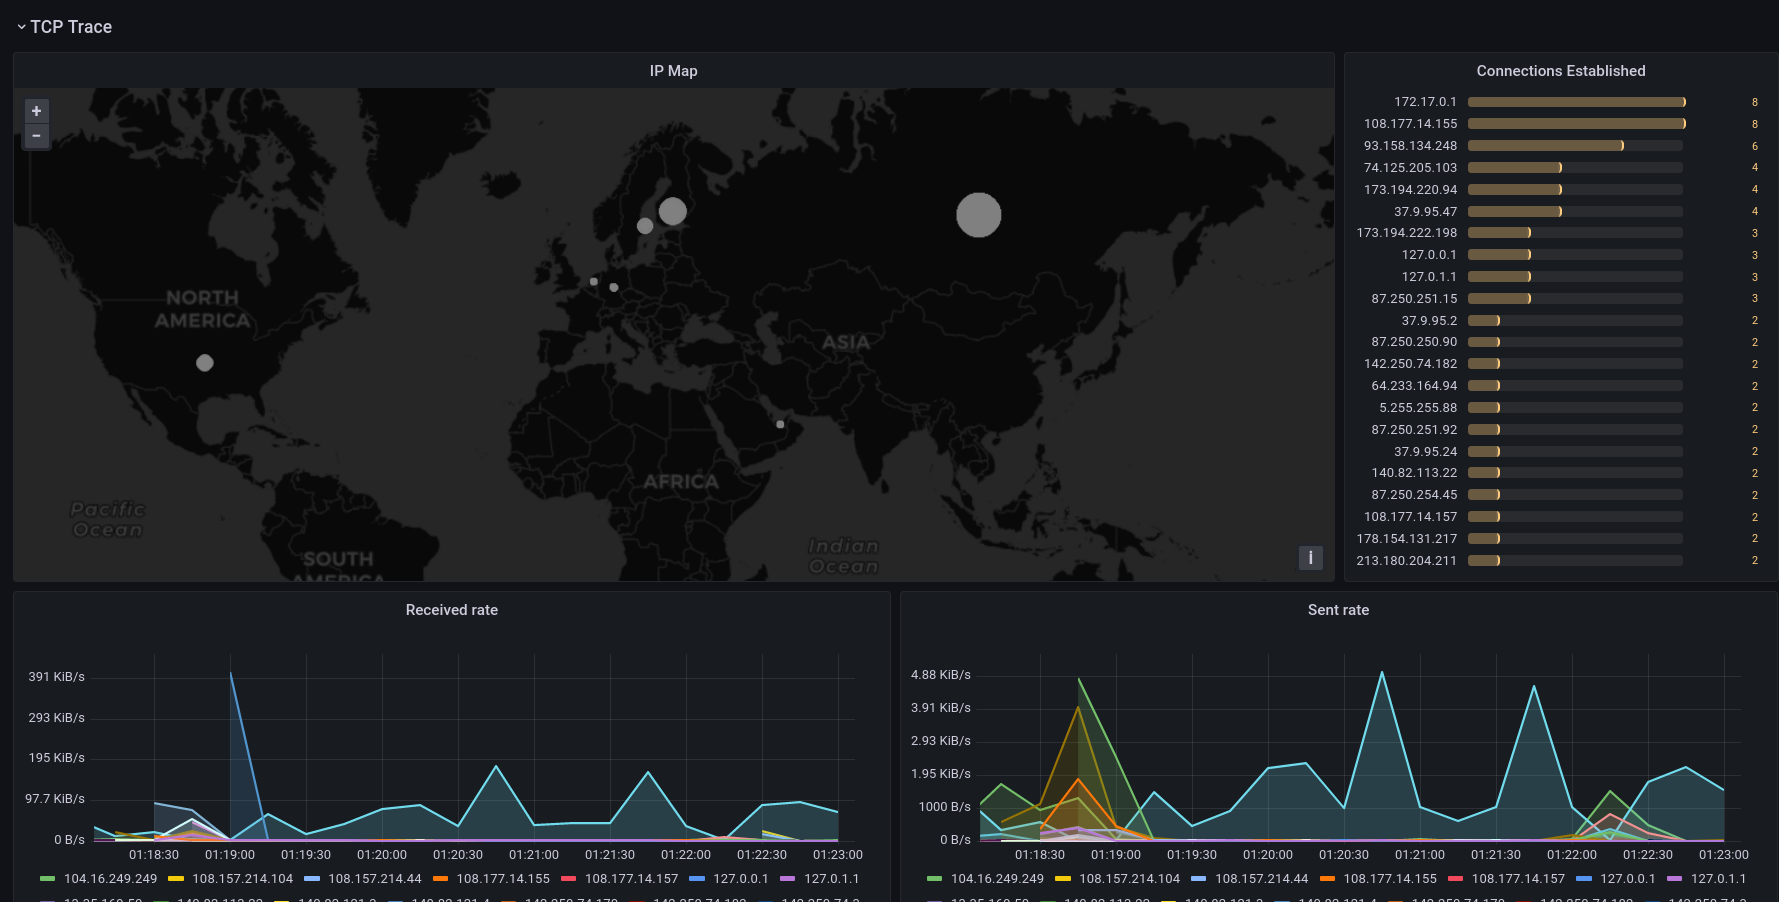 TCP Trace
IP Map
+
−
NORTH
AMERICA
ASIA
AFRICA
Pacific
Ocean
SOUTH
AMERICA
Indian
Ocean
i
Connections Established
172.17.0.1 8
108.177.14.155 8
93.158.134.248 6
74.125.205.103 4
173.194.220.94 4
37.9.95.47 4
173.194.222.198 3
127.0.0.1 3
127.0.1.1 3
87.250.251.15 3
37.9.95.2 2
87.250.250.90 2
142.250.74.182 2
64.233.164.94 2
5.255.255.88 2
87.250.251.92 2
37.9.95.24 2
140.82.113.22 2
87.250.254.45 2
108.177.14.157 2
178.154.131.217 2
213.180.204.211 2
Received rate
391 KiB/s
293 KiB/s
195 KiB/s
97.7 KiB/s
0 B/s
01:18:30 01:19:00 01:19:30 01:20:00 01:20:30 01:21:00 01:21:30 01:22:00 01:22:30 01:23:00
104.16.249.249 108.157.214.104 108.157.214.44 108.177.14.155 108.177.14.157 127.0.0.1 127.0.1.1
Sent rate
4.88 KiB/s
3.91 KiB/s
2.93 KiB/s
1.95 KiB/s
1000 B/s
0 B/s
01:18:30 01:19:00 01:19:30 01:20:00 01:20:30 01:21:00 01:21:30 01:22:00 01:22:30 01:23:00
104.16.249.249 108.157.214.104 108.157.214.44 108.177.14.155 108.177.14.157 127.0.0.1 127.0.1.1